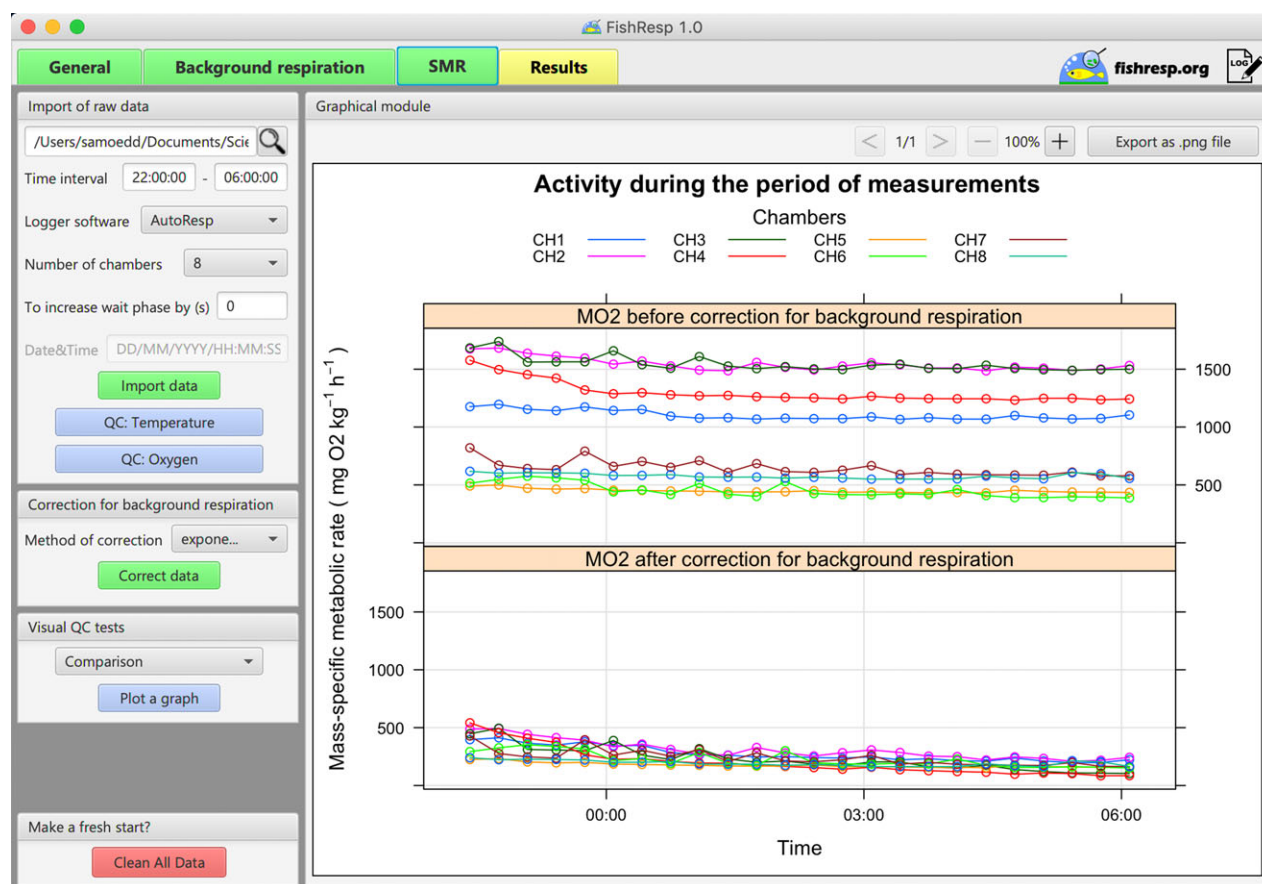 FishResp 1.0
General
Background respiration
SMR
Results
fishresp.org
LOG
Import of raw data
/Users/samoedd/Documents/Scie
Time interval 22:00:00 - 06:00:00
Logger software AutoResp
Number of chambers 8
To increase wait phase by (s) 0
Date&Time DD/MM/YYYY/HH:MM:SS
Import data
QC: Temperature
QC: Oxygen
Correction for background respiration
Method of correction expone...
Correct data
Visual QC tests
Comparison
Plot a graph
Make a fresh start?
Clean All Data
Graphical module
< 1/1 > − 100% + Export as .png file
Activity during the period of measurements
Chambers
CH1 CH3 CH5 CH7
CH2 CH4 CH6 CH8
MO2 before correction for background respiration
1500
1000
500
MO2 after correction for background respiration
1500
1000
500
Mass-specific metabolic rate ( mg O2 kg⁻¹ h⁻¹ )
00:00 03:00 06:00
Time